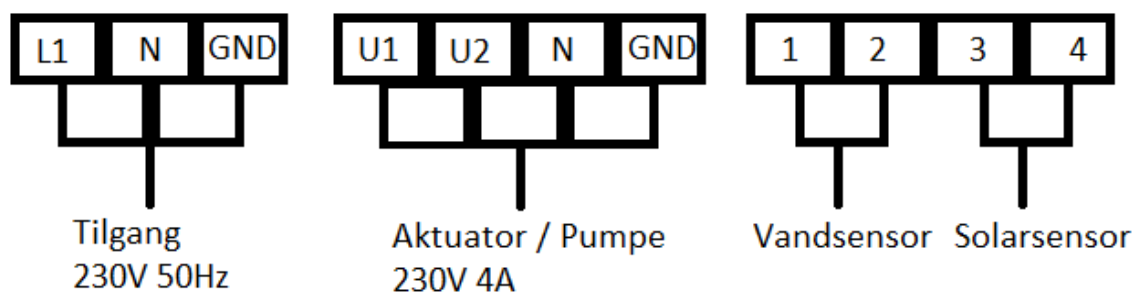 L1 N GND U1 U2 N GND 1 2 3 4
Tilgang
230V 50Hz
Aktuator / Pumpe
230V 4A
Vandsensor Solarsensor